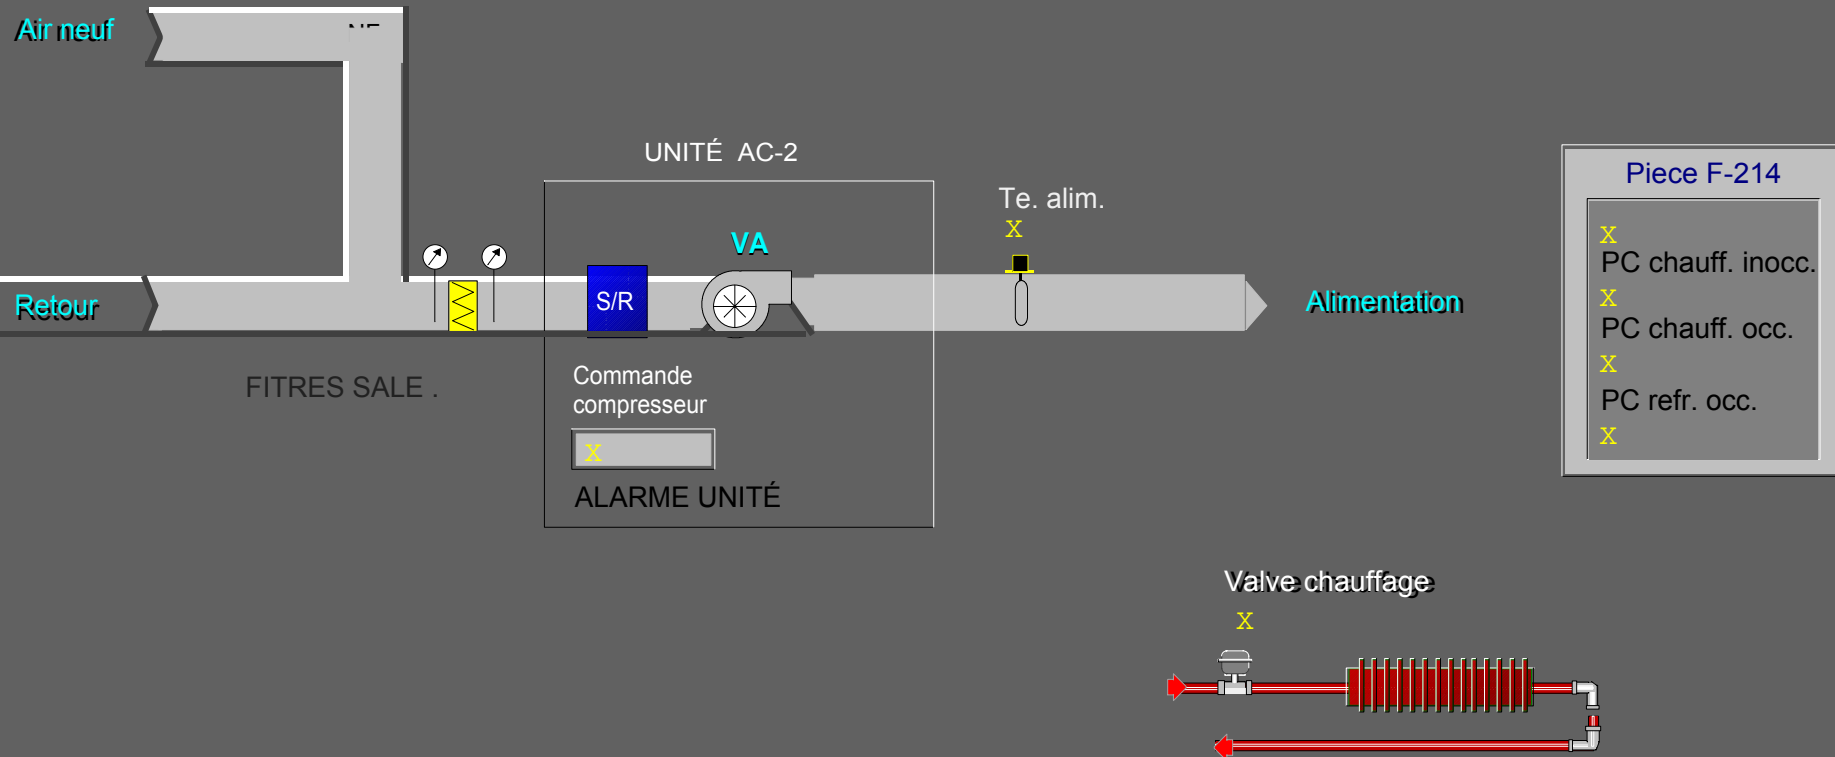 Air neuf
UNITÉ AC-2
Piece F-214
Te. alim.
X
VA
X
PC chauff. inocc.
Retour
S/R
Alimentation
X
PC chauff. occ.
X
FITRES SALE .
Commande
compresseur
PC refr. occ.
X
X
ALARME UNITÉ
Valve chauffage
X